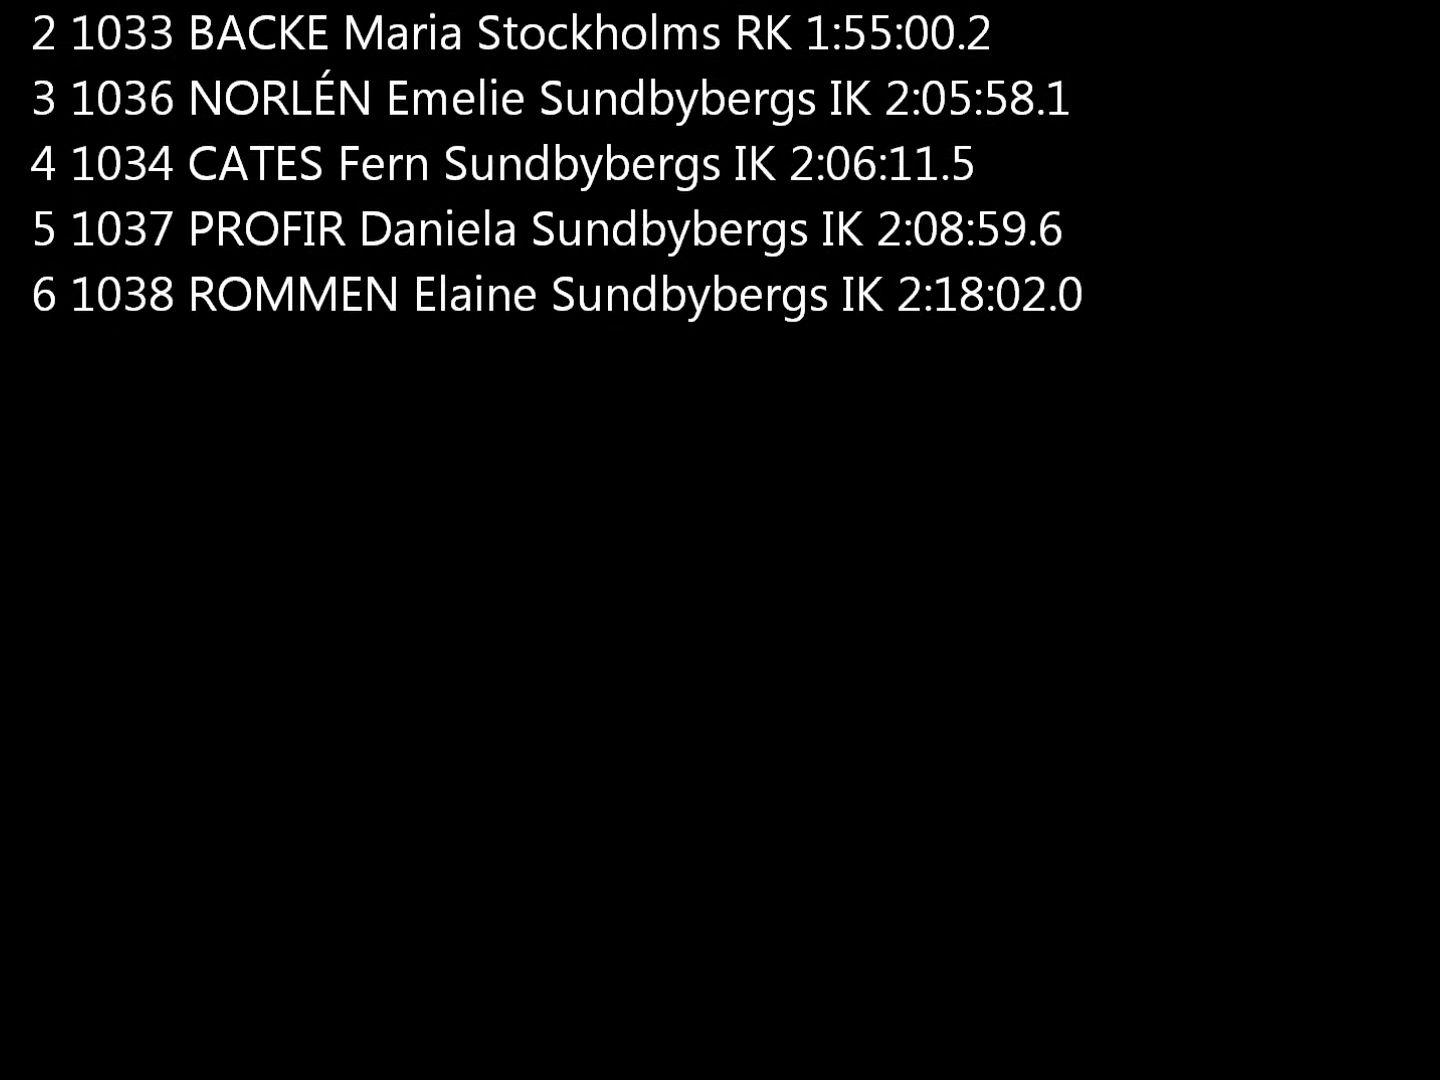 2 1033 BACKE Maria Stockholms RK 1:55:00.2
3 1036 NORLÉN Emelie Sundbybergs IK 2:05:58.1
4 1034 CATES Fern Sundbybergs IK 2:06:11.5
5 1037 PROFIR Daniela Sundbybergs IK 2:08:59.6
6 1038 ROMMEN Elaine Sundbybergs IK 2:18:02.0